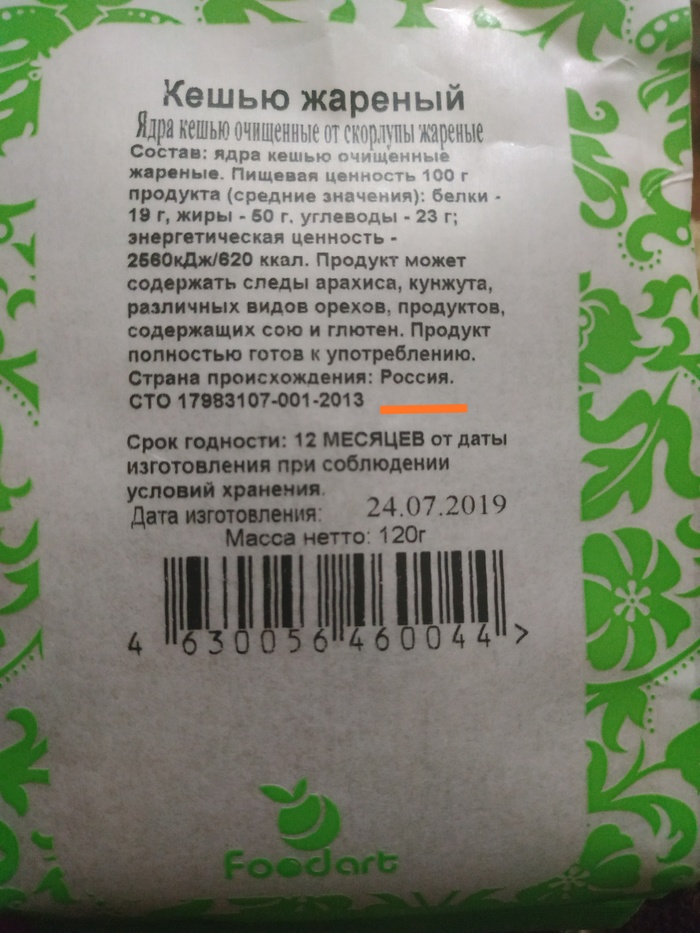 Кешью жареный
Ядра кешью очищенные от скорлупы жареные
Состав: ядра кешью очищенные
жареные. Пищевая ценность 100 г
продукта (средние значения): белки -
19 г, жиры - 50 г, углеводы - 23 г;
энергетическая ценность -
2560кДж/620 ккал. Продукт может
содержать следы арахиса, кунжута,
различных видов орехов, продуктов,
содержащих сою и глютен. Продукт
полностью готов к употреблению.
Страна происхождения: Россия.
СТО 17983107-001-2013
Срок годности: 12 МЕСЯЦЕВ от даты
изготовления при соблюдении
условий хранения.
Дата изготовления: 24.07.2019
Масса нетто: 120г
4 630056 460044 >
Foodart